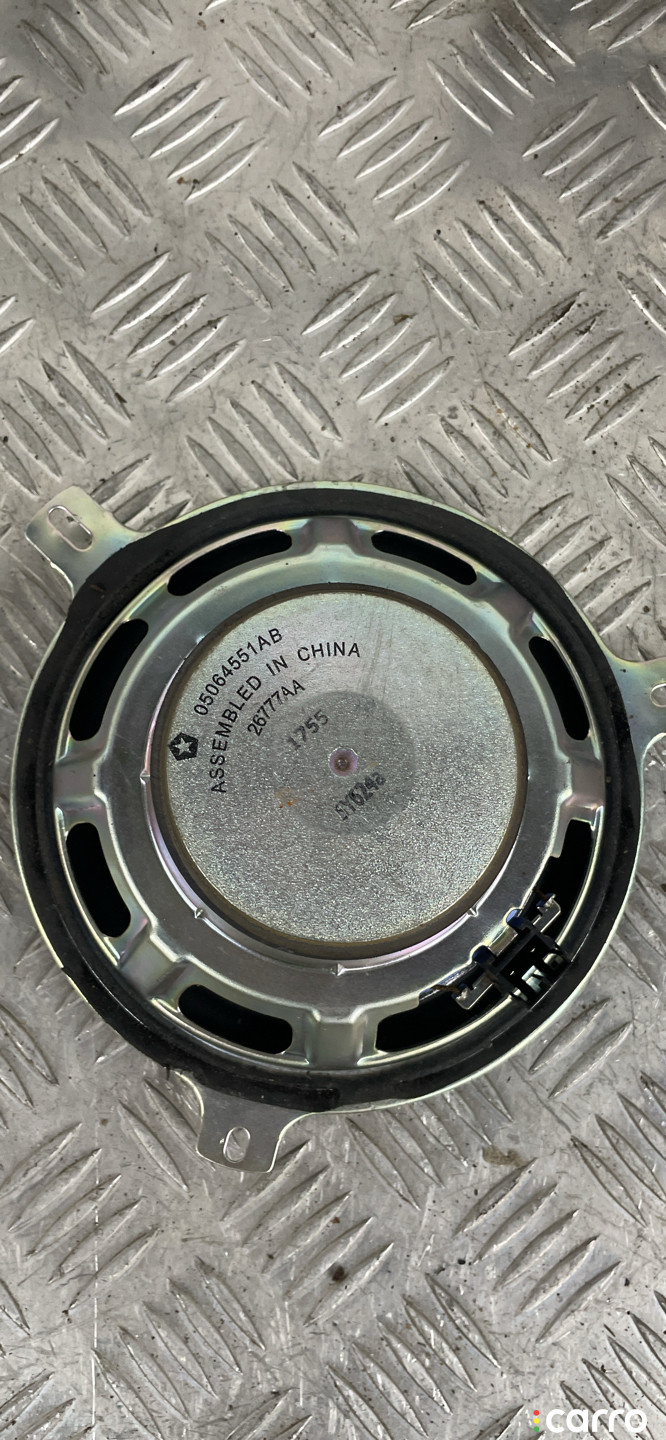 05064551AB
ASSEMBLED IN CHINA
26777AA
1755
carro